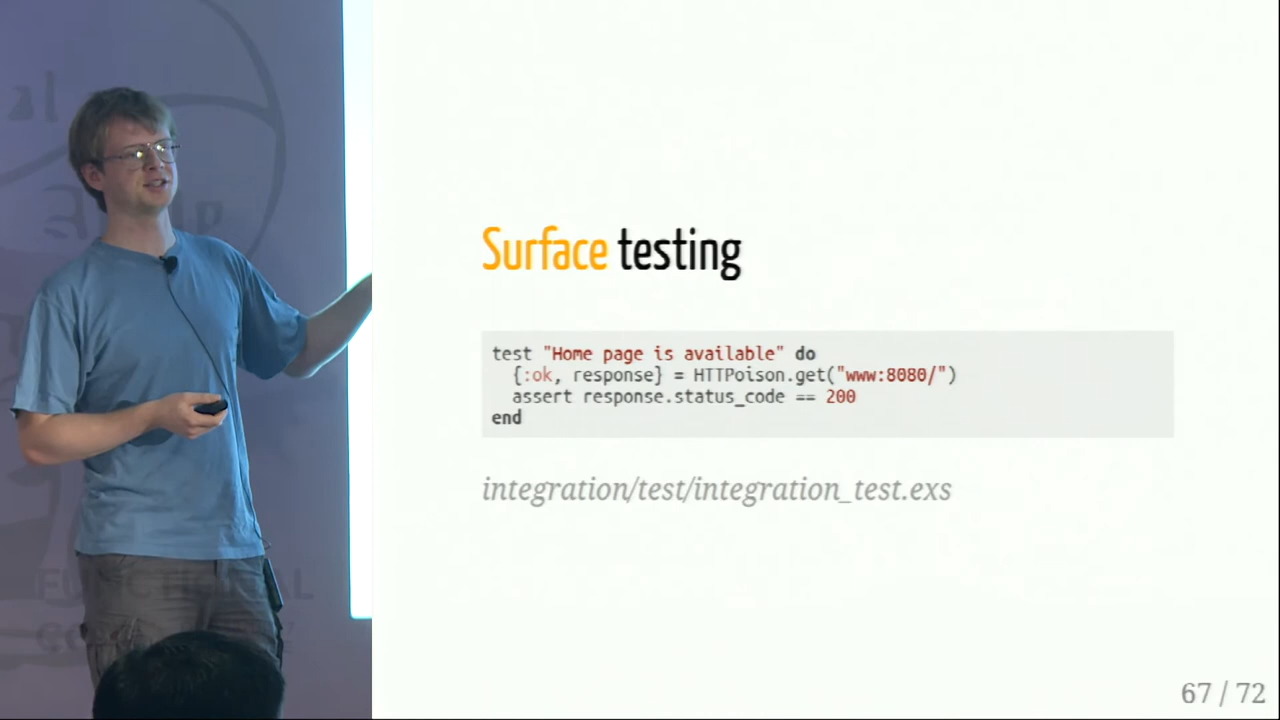 Surface testing
test "Home page is available" do
  {:ok, response} = HTTPoison.get("www:8080/")
  assert response.status_code == 200
end
integration/test/integration_test.exs
67 / 72